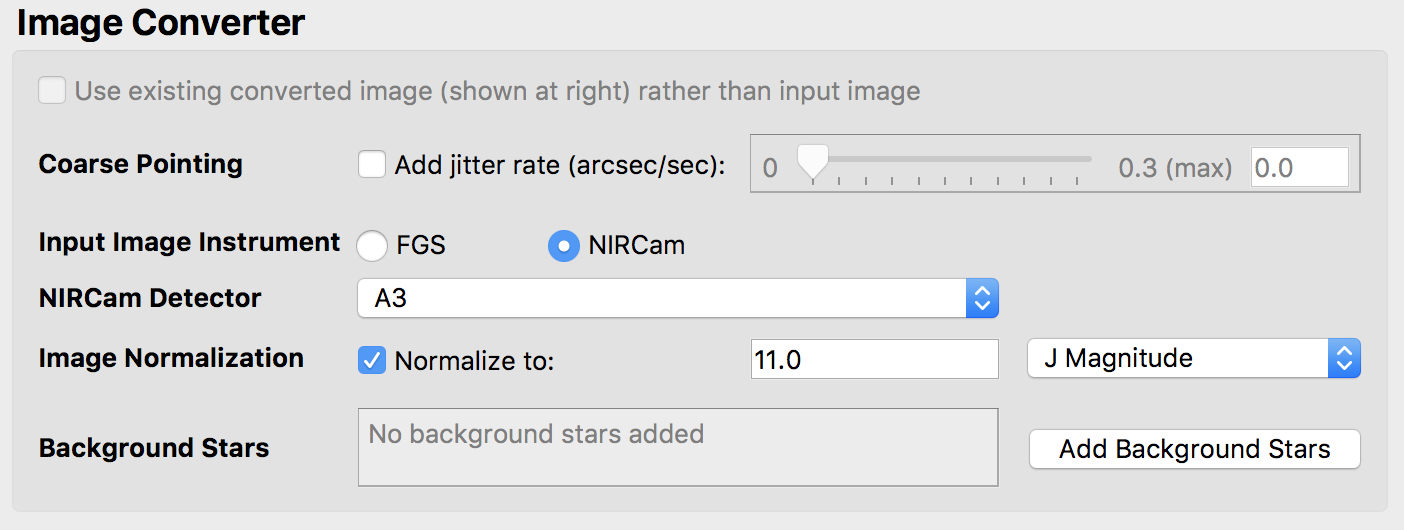 Image Converter
Use existing converted image (shown at right) rather than input image
Coarse Pointing Add jitter rate (arcsec/sec): 0 0.3 (max) 0.0
Input Image Instrument FGS NIRCam
NIRCam Detector A3
Image Normalization Normalize to: 11.0 J Magnitude
No background stars added
Background Stars Add Background Stars